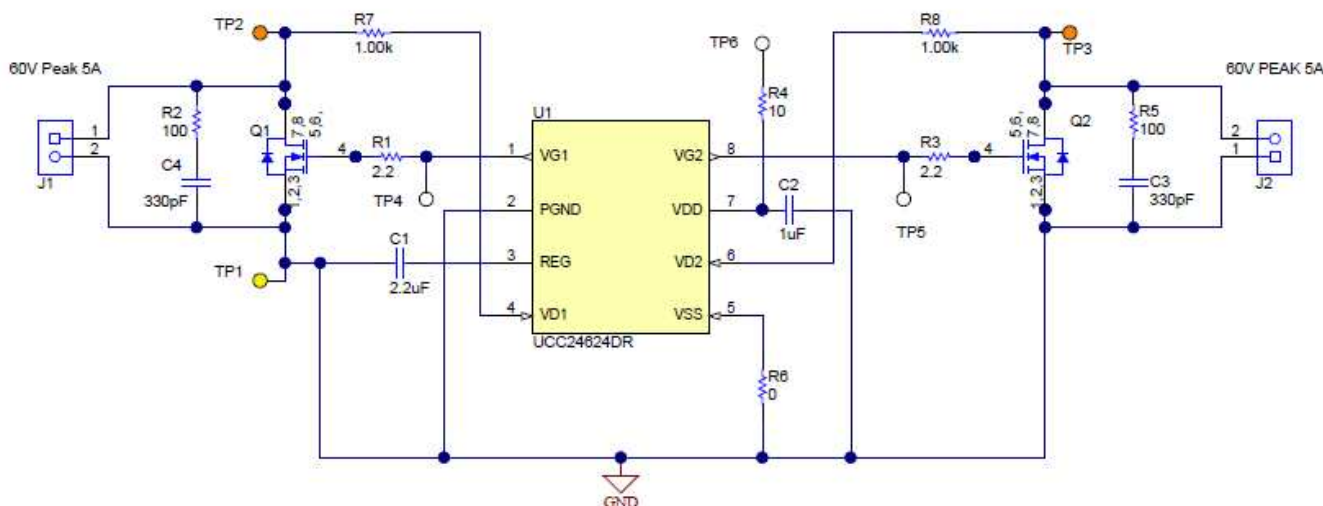 TP2
R7
1.00k
R8
1.00k
TP3
TP6
60V Peak 5A
60V PEAK 5A
R4
10
R2
100
Q1
7,8
5,6,
U1
5,6,
7,8
Q2
R5
100
1
2
J1
4
R1
2.2
1
VG1
VG2
8
R3
2.2
4
2
1
J2
C4
330pF
1,2,3
TP4
2
PGND
VDD
7
C2
1uF
TP5
1,2,3
C3
330pF
TP1
C1
2.2uF
3
REG
VD2
6
4
VD1
VSS
5
UCC24624DR
R6
0
GND